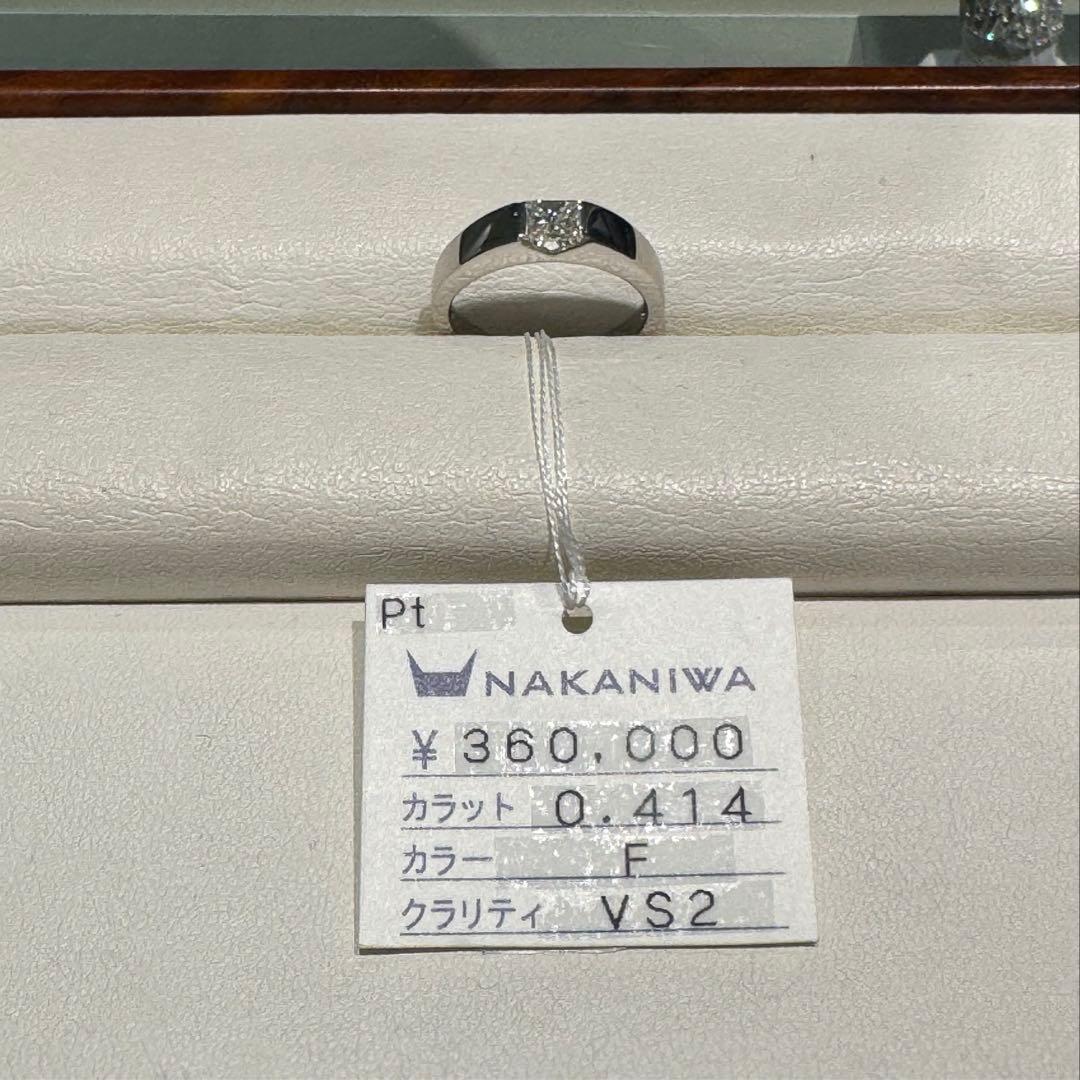 Pt
NAKANIWA
¥ 360,000
カラット 0.414
カラー F
クラリティ VS2